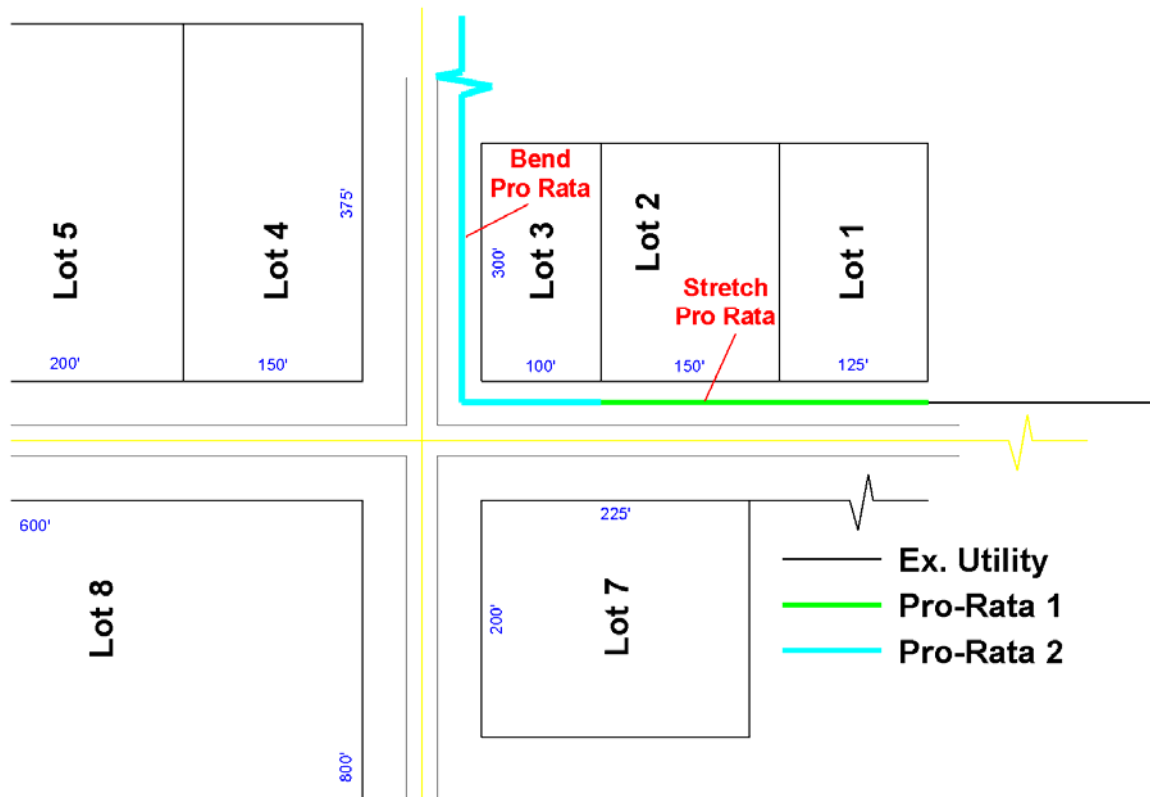 Bend
Pro Rata
375'
Lot 5
Lot 4
300'
Lot 3
Lot 2
Lot 1
Stretch
Pro Rata
200'
150'
100'
150'
125'
600'
225'
Lot 8
200'
Lot 7
800'
Ex. Utility
Pro-Rata 1
Pro-Rata 2